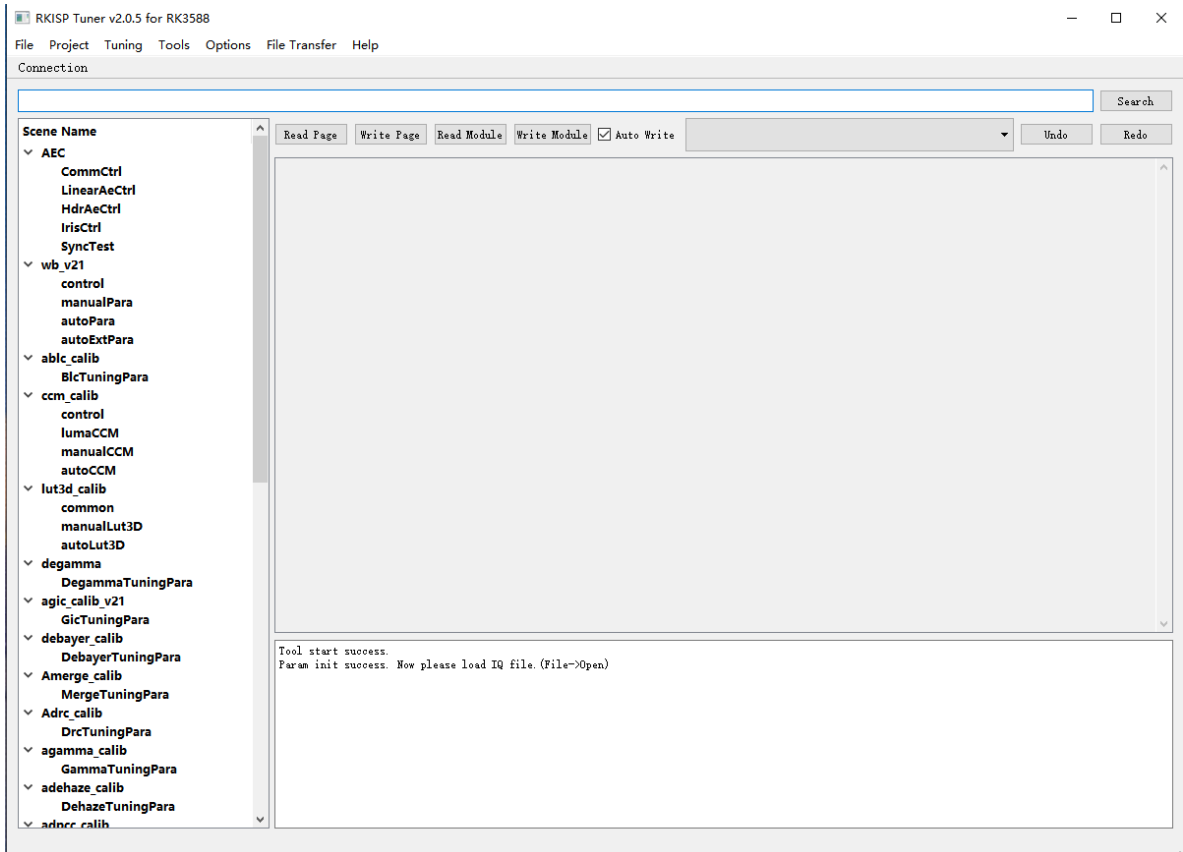 RKISP Tuner v2.0.5 for RK3588
File Project Tuning Tools Options File Transfer Help
Connection
Search
Scene Name
Read Page Write Page Read Module Write Module Auto Write Undo Redo
AEC
CommCtrl
LinearAeCtrl
HdrAeCtrl
IrisCtrl
SyncTest
wb_v21
control
manualPara
autoPara
autoExtPara
ablc_calib
BlcTuningPara
ccm_calib
control
lumaCCM
manualCCM
autoCCM
lut3d_calib
common
manualLut3D
autoLut3D
degamma
DegammaTuningPara
agic_calib_v21
GicTuningPara
debayer_calib
DebayerTuningPara
Amerge_calib
MergeTuningPara
Adrc_calib
DrcTuningPara
agamma_calib
GammaTuningPara
adehaze_calib
DehazeTuningPara
adpcc_calib
Tool start success.
Param init success. Now please load IQ file.(File->Open)